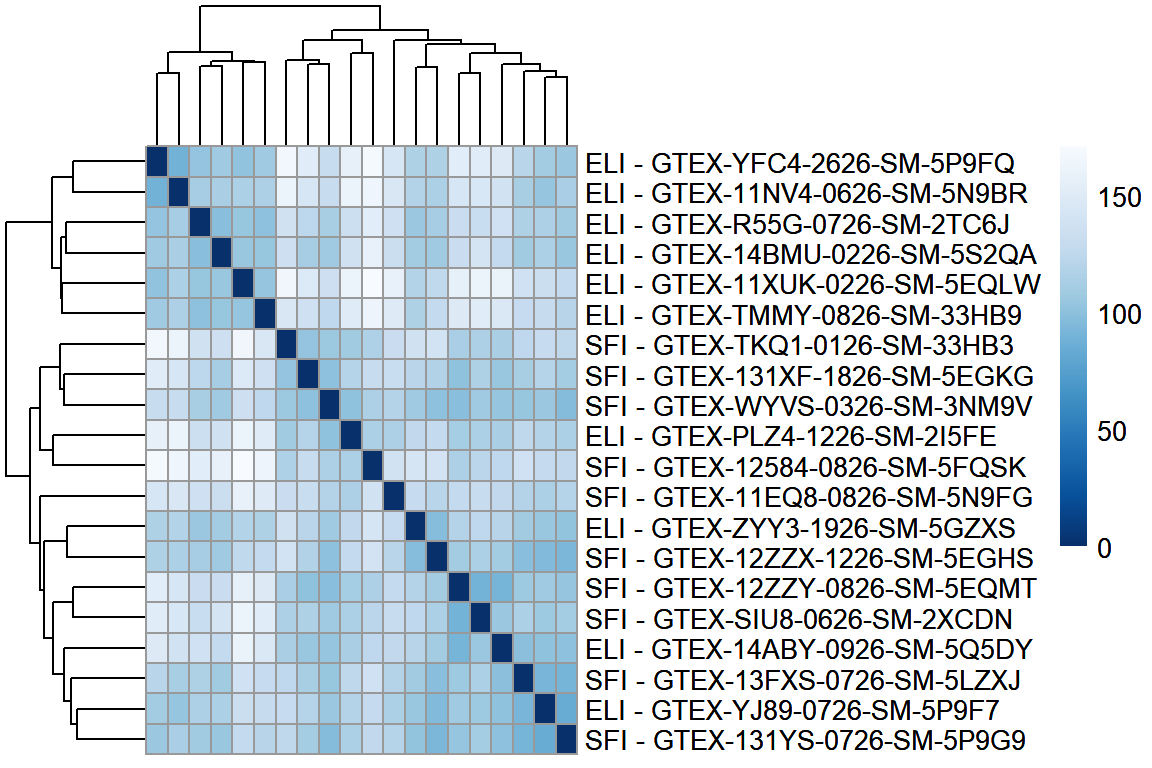 ELI - GTEX-YFC4-2626-SM-5P9FQ
ELI - GTEX-11NV4-0626-SM-5N9BR
ELI - GTEX-R55G-0726-SM-2TC6J
ELI - GTEX-14BMU-0226-SM-5S2QA
ELI - GTEX-11XUK-0226-SM-5EQLW
ELI - GTEX-TMMY-0826-SM-33HB9
SFI - GTEX-TKQ1-0126-SM-33HB3
SFI - GTEX-131XF-1826-SM-5EGKG
SFI - GTEX-WYVS-0326-SM-3NM9V
ELI - GTEX-PLZ4-1226-SM-2I5FE
SFI - GTEX-12584-0826-SM-5FQSK
SFI - GTEX-11EQ8-0826-SM-5N9FG
ELI - GTEX-ZYY3-1926-SM-5GZXS
SFI - GTEX-12ZZX-1226-SM-5EGHS
SFI - GTEX-12ZZY-0826-SM-5EQMT
SFI - GTEX-SIU8-0626-SM-2XCDN
ELI - GTEX-14ABY-0926-SM-5Q5DY
SFI - GTEX-13FXS-0726-SM-5LZXJ
ELI - GTEX-YJ89-0726-SM-5P9F7
SFI - GTEX-131YS-0726-SM-5P9G9
150
100
50
0